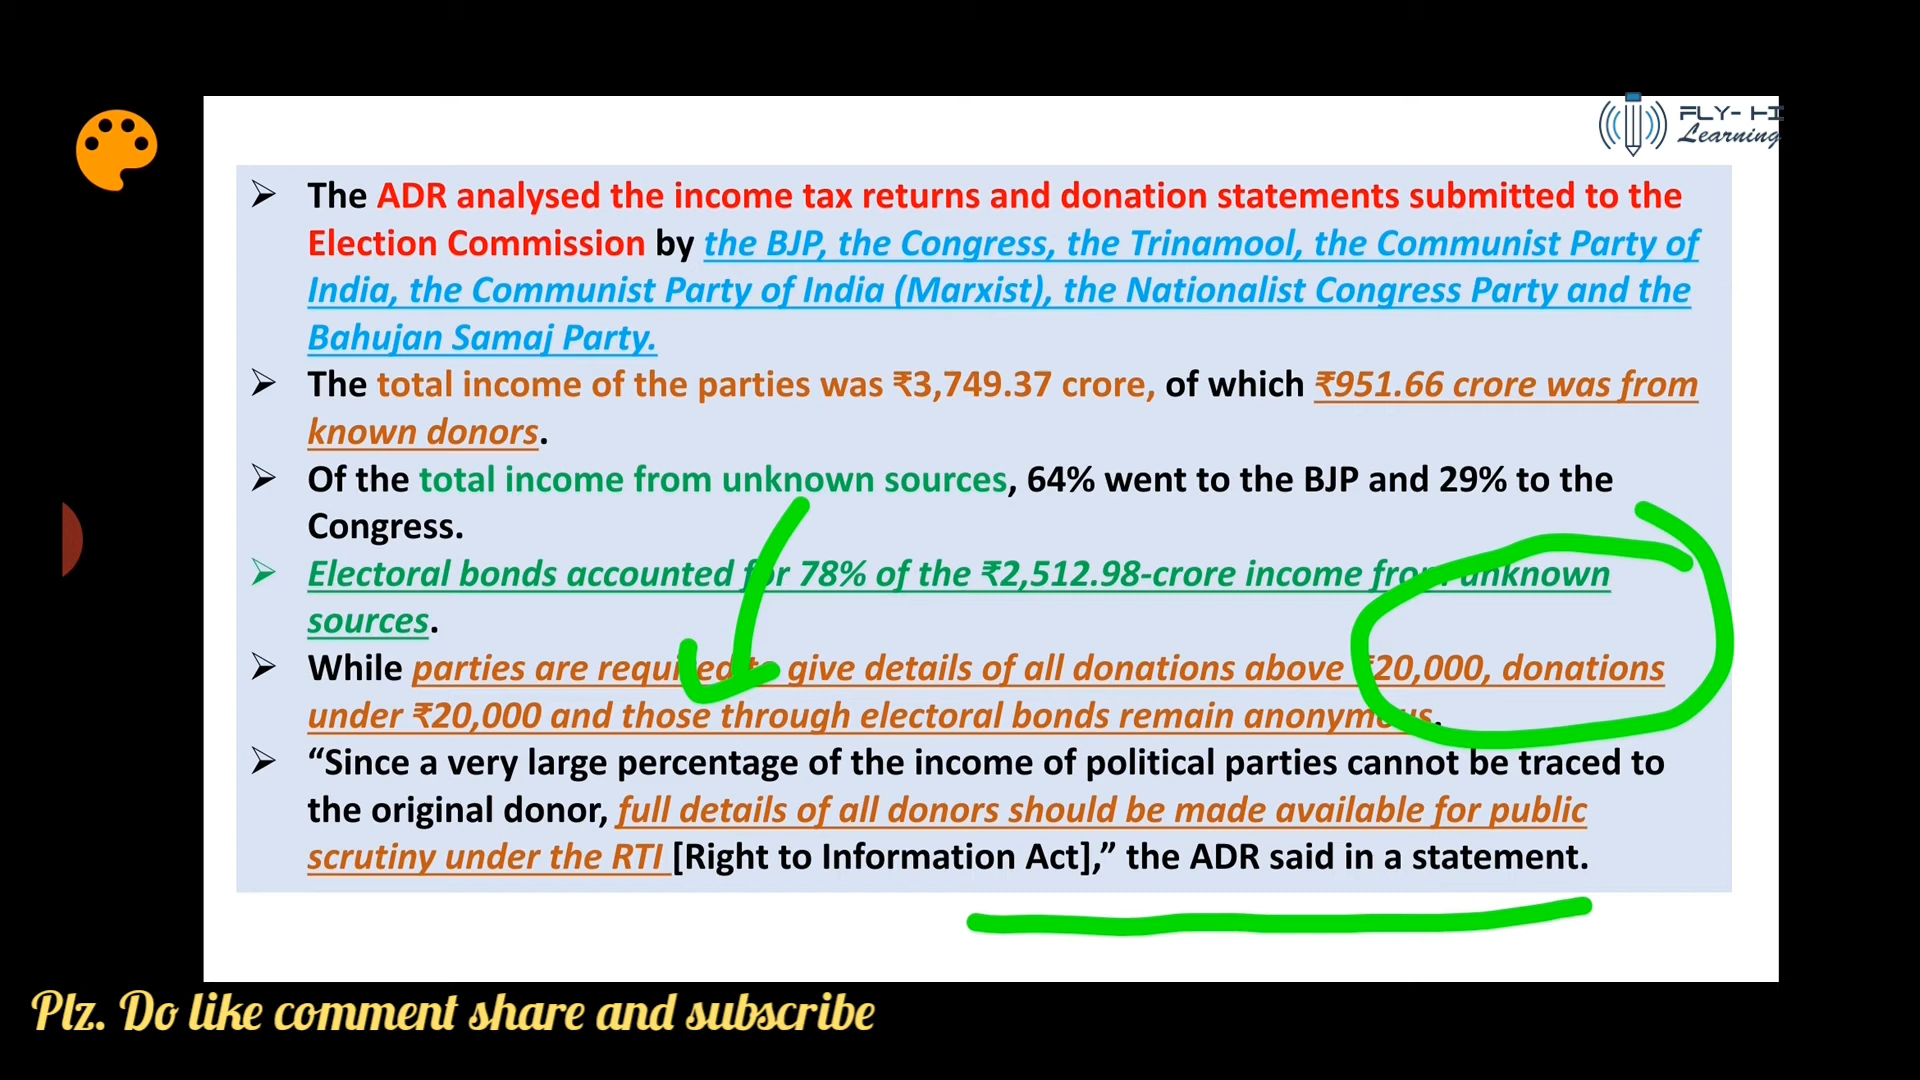 FLY-HI
Learning
The ADR analysed the income tax returns and donation statements submitted to the
Election Commission by the BJP, the Congress, the Trinamool, the Communist Party of
India, the Communist Party of India (Marxist), the Nationalist Congress Party and the
Bahujan Samaj Party.
The total income of the parties was ₹3,749.37 crore, of which ₹951.66 crore was from
known donors.
Of the total income from unknown sources, 64% went to the BJP and 29% to the
Congress.
Electoral bonds accounted for 78% of the ₹2,512.98-crore income from unknown
sources.
While parties are required to give details of all donations above ₹20,000, donations
under ₹20,000 and those through electoral bonds remain anonymous.
“Since a very large percentage of the income of political parties cannot be traced to
the original donor, full details of all donors should be made available for public
scrutiny under the RTI [Right to Information Act],” the ADR said in a statement.
Plz. Do like comment share and subscribe